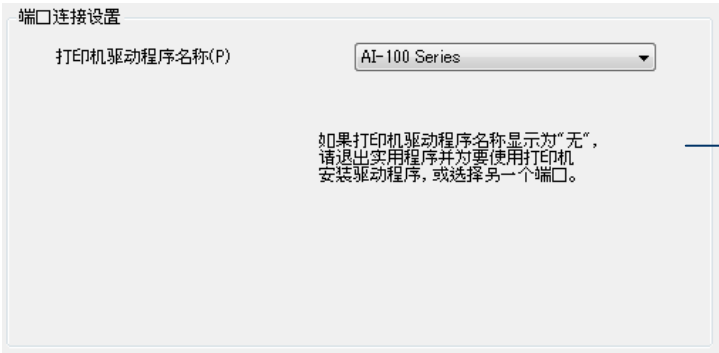 端口连接设置
打印机驱动程序名称(P)
AI-100 Series
如果打印机驱动程序名称显示为“无”,
请退出实用程序并为要使用打印机
安装驱动程序, 或选择另一个端口。